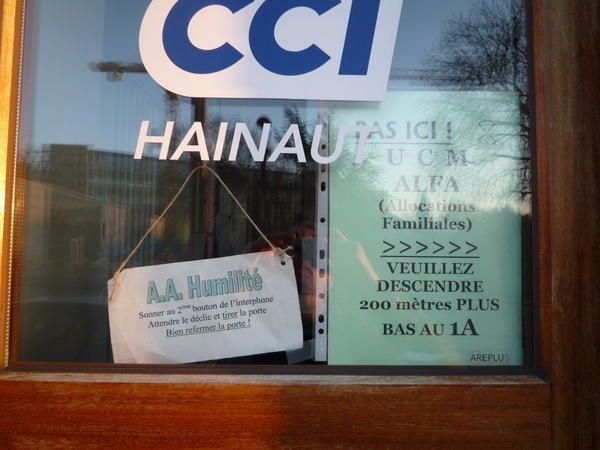 CCI
HAINAUT
A.A. Humilité
Sonner au 2ème bouton de l'interphone
Attendre le déclic et tirer la porte
Bien refermer la porte !
PAS ICI !
U C M
ALFA
(Allocations
Familiales)
>>>>>>
VEUILLEZ
DESCENDRE
200 mètres PLUS
BAS AU 1A
AREPLUS